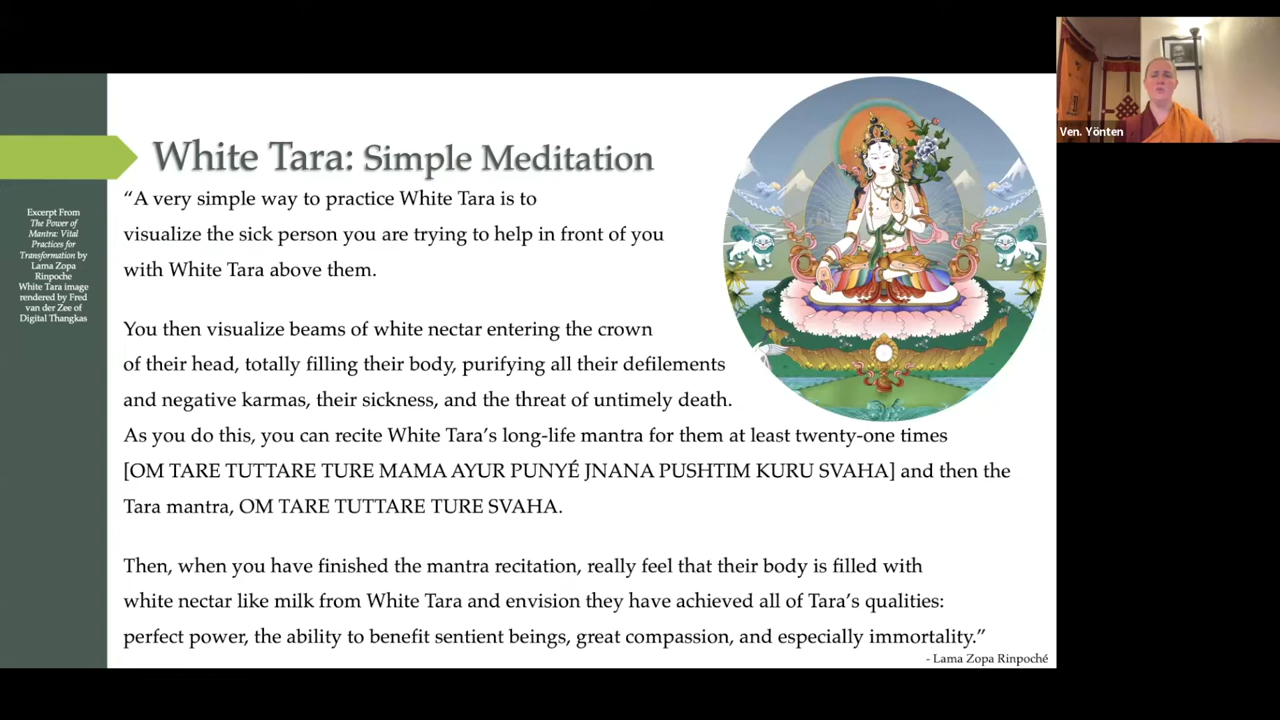 White Tara: Simple Meditation
“A very simple way to practice White Tara is to
visualize the sick person you are trying to help in front of you
with White Tara above them.
You then visualize beams of white nectar entering the crown
of their head, totally filling their body, purifying all their defilements
and negative karmas, their sickness, and the threat of untimely death.
As you do this, you can recite White Tara’s long-life mantra for them at least twenty-one times
[OM TARE TUTTARE TURE MAMA AYUR PUNYÉ JNANA PUSHTIM KURU SVAHA] and then the
Tara mantra, OM TARE TUTTARE TURE SVAHA.
Then, when you have finished the mantra recitation, really feel that their body is filled with
white nectar like milk from White Tara and envision they have achieved all of Tara’s qualities:
perfect power, the ability to benefit sentient beings, great compassion, and especially immortality.”
- Lama Zopa Rinpoché
Excerpt From
The Power of
Mantra: Vital
Practices for
Transformation by
Lama Zopa
Rinpoche
White Tara image
rendered by Fred
van der Zee of
Digital Thangkas
Ven. Yönten